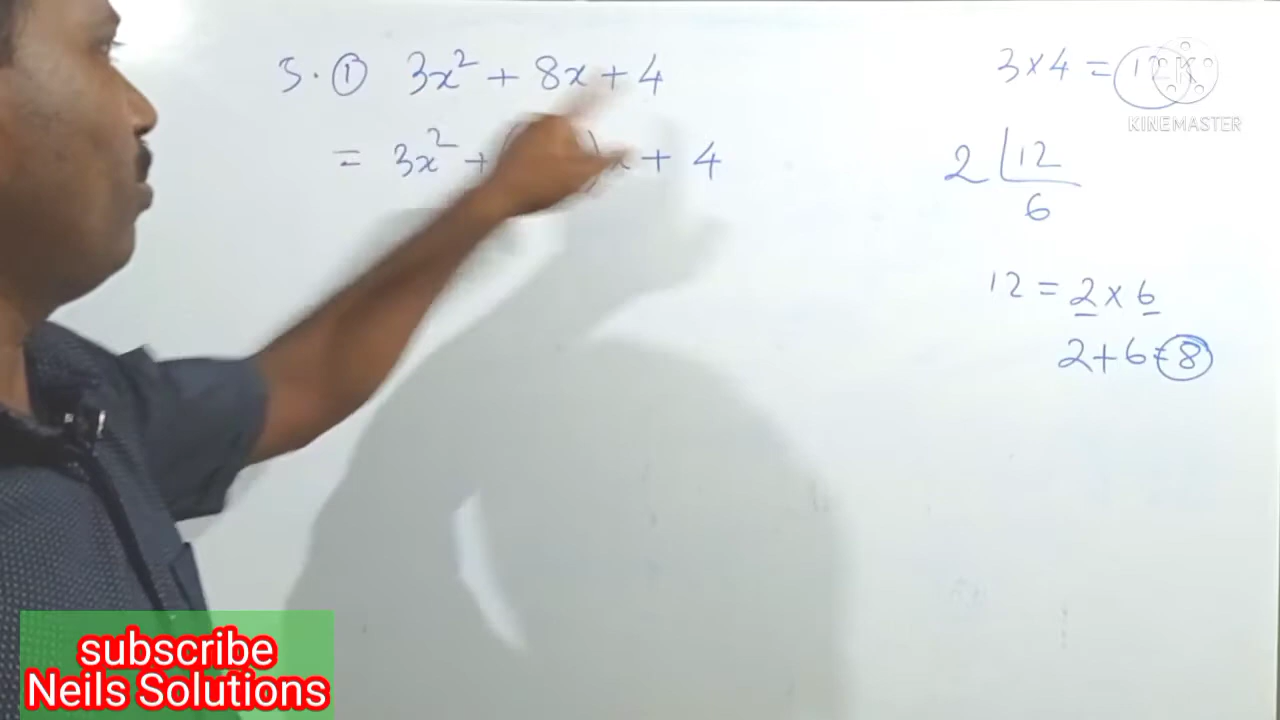 5. ① 3x² + 8x + 4
= 3x² + ( )x + 4
3 x 4 = 12
KINEMASTER
2 | 12
6
12 = 2 x 6
2 + 6 = 8
subscribe
Neils Solutions